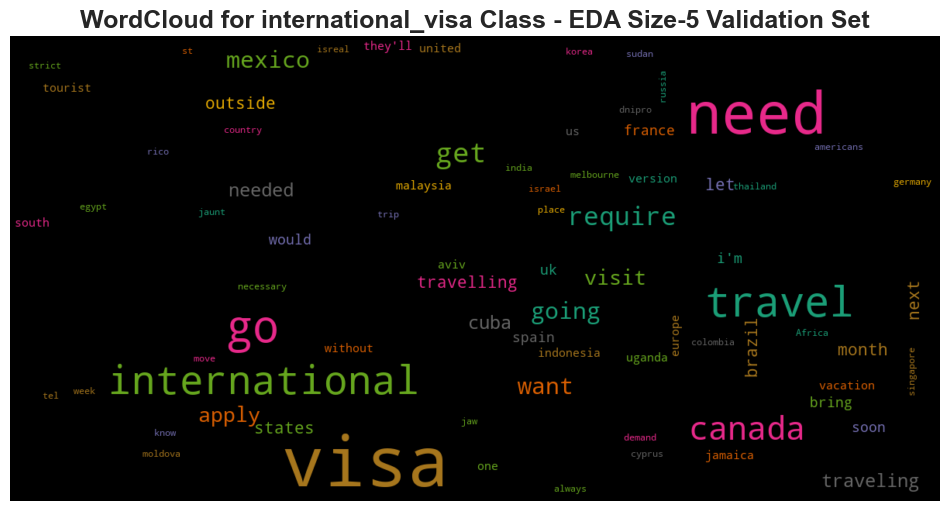 WordCloud for international_visa Class - EDA Size-5 Validation Set
st
isreal
they'll
united
korea
sudan
strict
mexico
tourist
outside
russia
dnipro
need
country
us
france
americans
rico
get
needed
india
melbourne
version
let
thailand
germany
malaysia
israel
egypt
jaunt
trip
place
require
south
would
i'm
aviv
uk
visit
necessary
travelling
travel
next
going
cuba
spain
go
without
indonesia
europe
brazil
colombia
Africa
month
move
uganda
singapore
international
want
vacation
tel
week
bring
apply
states
jaw
canada
soon
know
demand
visa
moldova
one
cyprus
jamaica
always
traveling